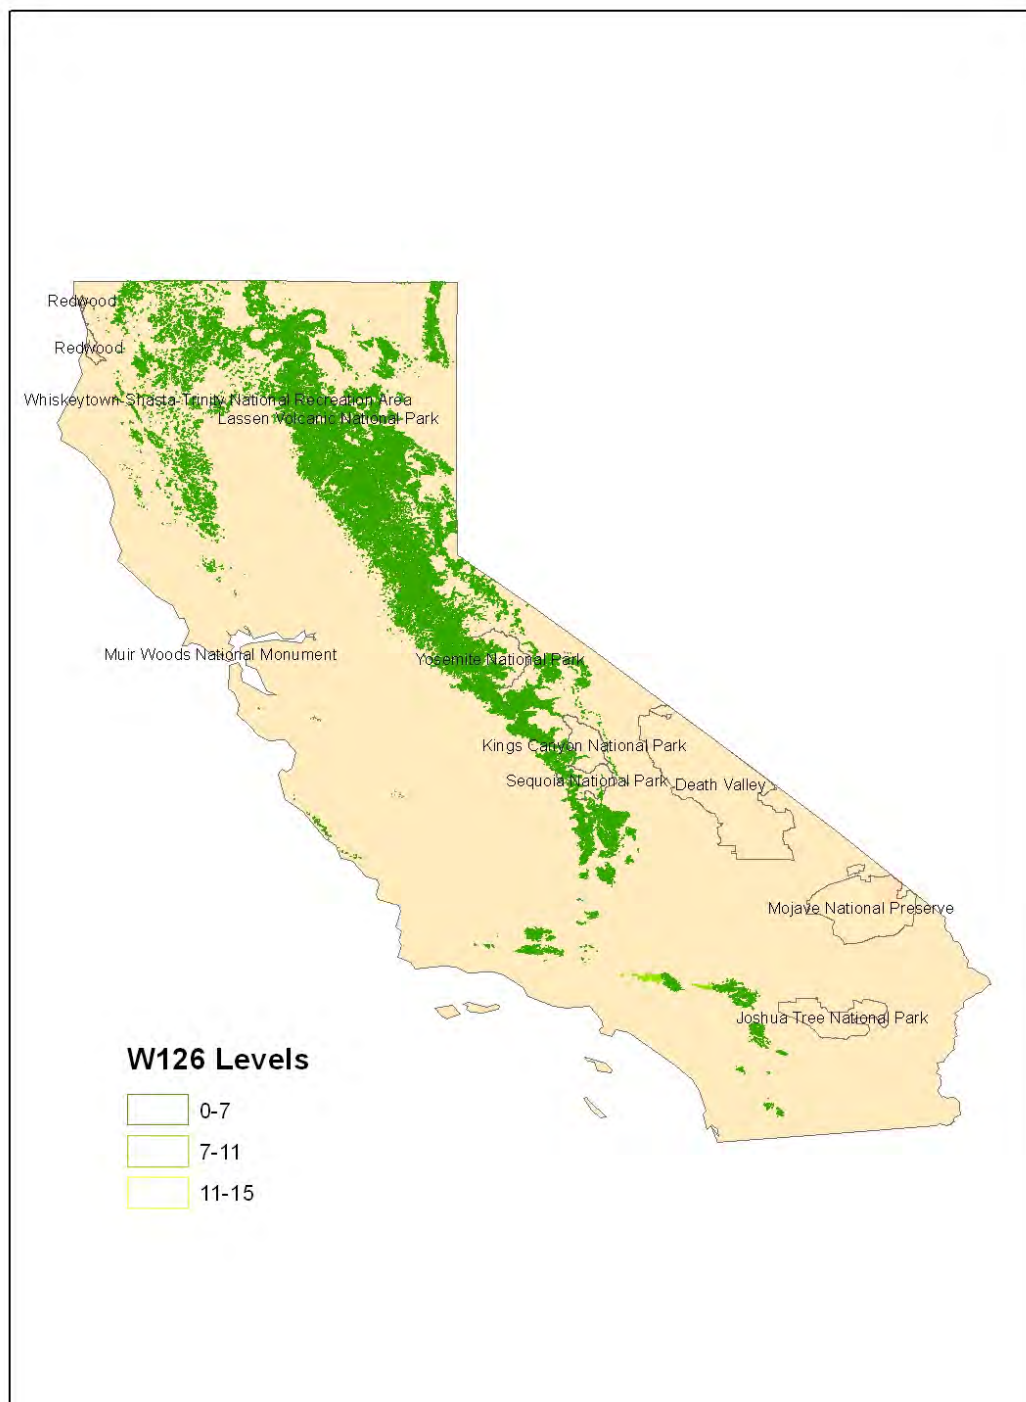 Redwood
Redwood
Whiskeytown-Shasta-Trinity National Recreation Area
Lassen Volcanic National Park
Muir Woods National Monument
Yosemite National Park
Kings Canyon National Park
Sequoia National Park
Death Valley
Mojave National Preserve
Joshua Tree National Park
W126 Levels
0-7
7-11
11-15